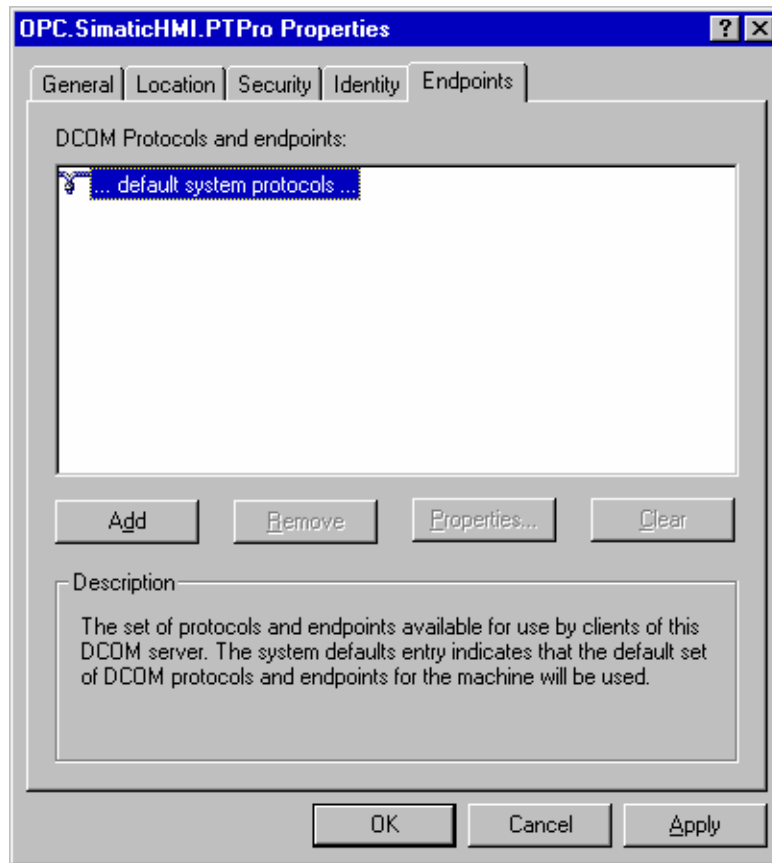 OPC.SimaticHMI.PTPro Properties
General Location Security Identity Endpoints
DCOM Protocols and endpoints:
... default system protocols ...
Add Remove Properties... Clear
Description
The set of protocols and endpoints available for use by clients of this
DCOM server. The system defaults entry indicates that the default set
of DCOM protocols and endpoints for the machine will be used.
OK Cancel Apply